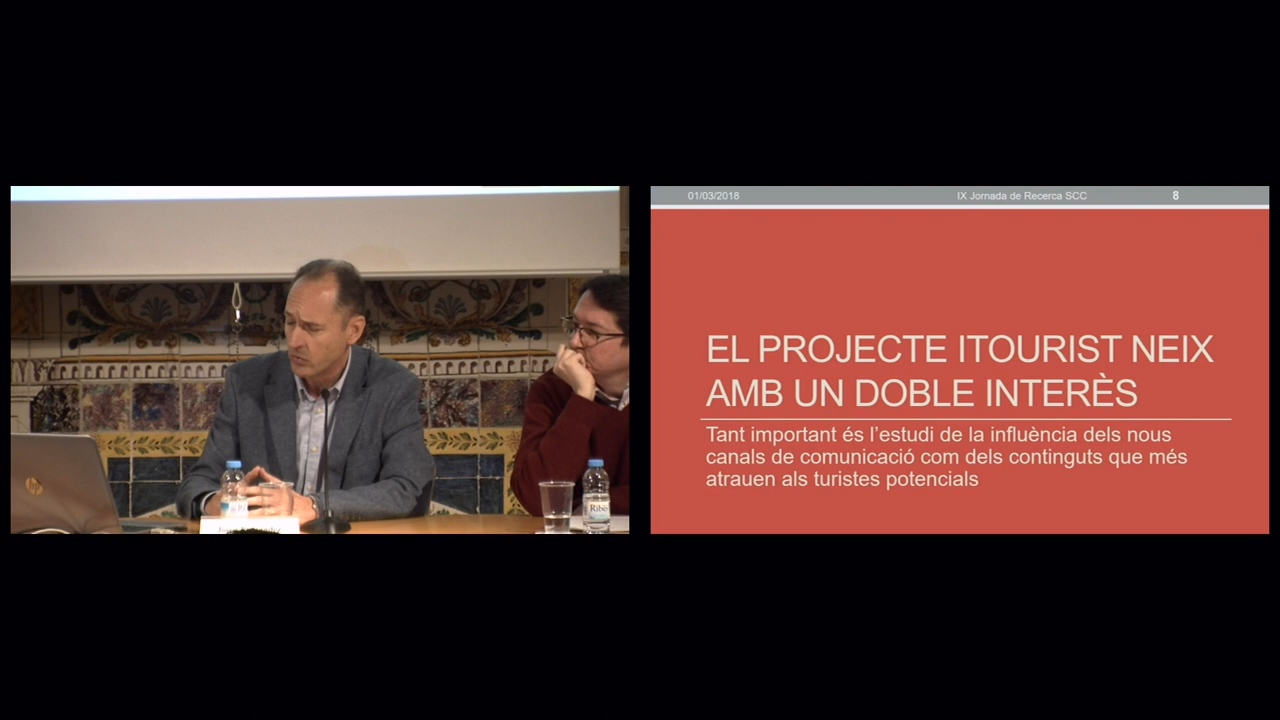 01/03/2018
IX Jornada de Recerca SCC
8
EL PROJECTE ITOURIST NEIX
AMB UN DOBLE INTERÈS
Tant important és l'estudi de la influència dels nous
canals de comunicació com dels continguts que més
atrauen als turistes potencials
hp
Ribes